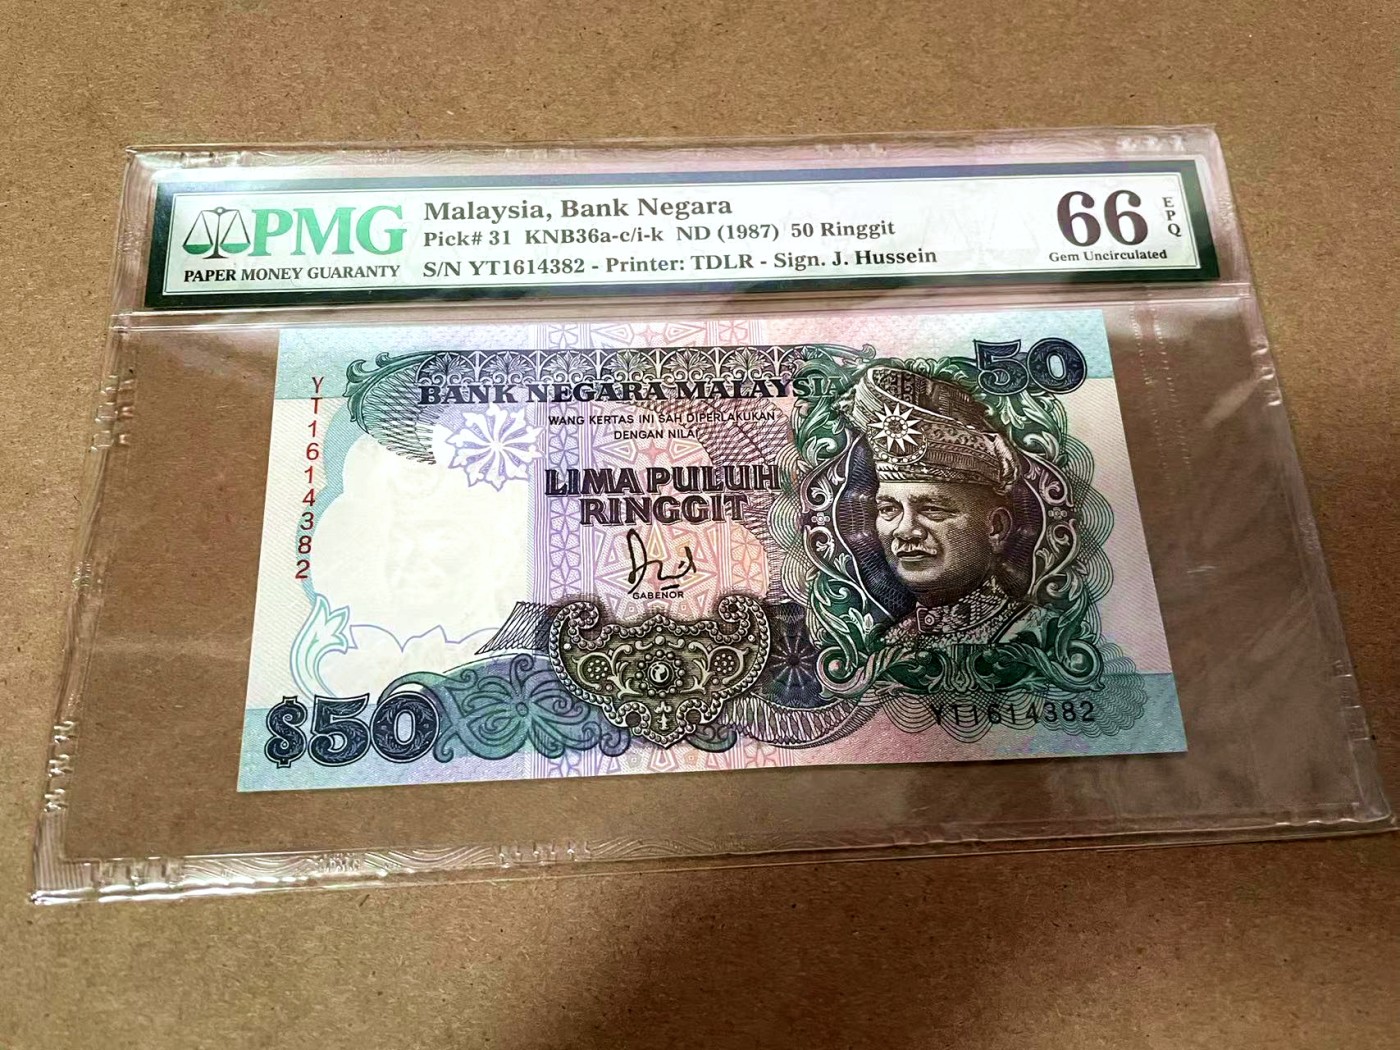 PMG
PAPER MONEY GUARANTY
Malaysia, Bank Negara
Pick# 31 KNB36a-c/i-k ND (1987) 50 Ringgit
S/N YT1614382 - Printer: TDLR - Sign. J. Hussein
66
EPQ
Gem Uncirculated
50
BANK NEGARA MALAYSIA
WANG KERTAS INI SAH DIPERLAKUKAN
DENGAN NILAI
LIMA PULUH
RINGGIT
GABENOR
YT1614382
$50
YT1614382